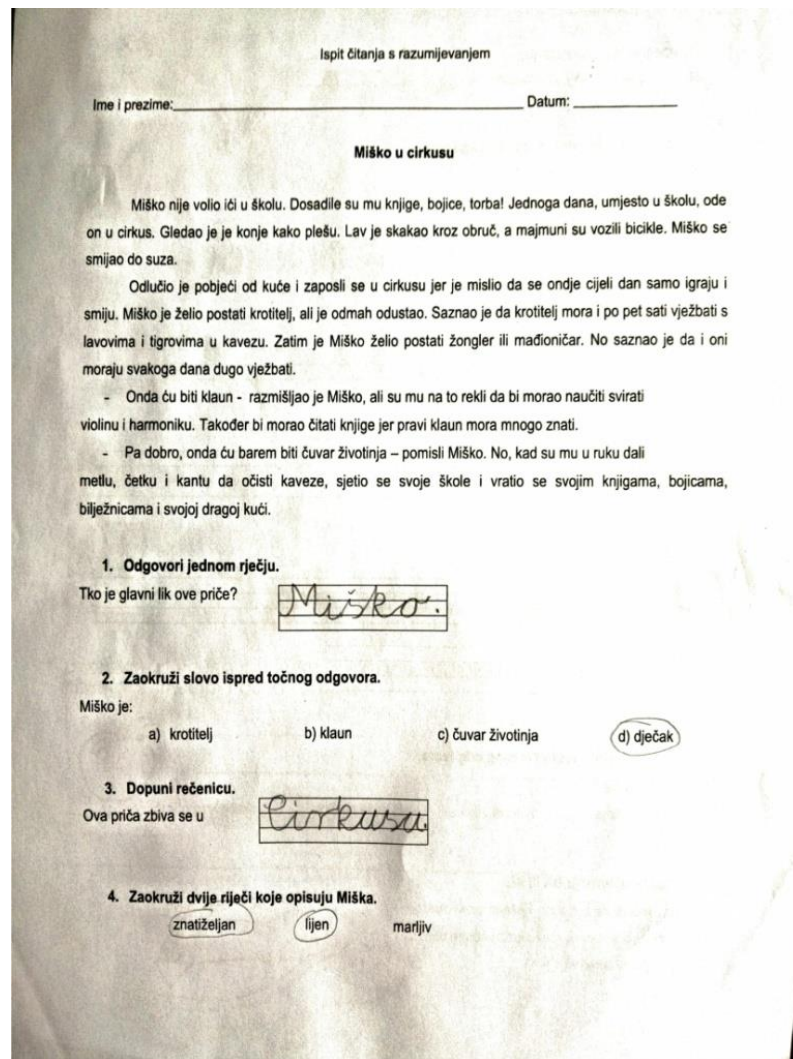 Ispit čitanja s razumijevanjem
Ime i prezime:____________________ Datum: ____________
Miško u cirkusu
Miško nije volio ići u školu. Dosadile su mu knjige, bojice, torba! Jednoga dana, umjesto u školu, ode
on u cirkus. Gledao je je konje kako plešu. Lav je skakao kroz obruč, a majmuni su vozili bicikle. Miško se
smijao do suza.
Odlučio je pobjeći od kuće i zaposli se u cirkusu jer je mislio da se ondje cijeli dan samo igraju i
smiju. Miško je želio postati krotitelj, ali je odmah odustao. Saznao je da krotitelj mora i po pet sati vježbati s
lavovima i tigrovima u kavezu. Zatim je Miško želio postati žongler ili mađioničar. No saznao je da i oni
moraju svakoga dana dugo vježbati.
- Onda ću biti klaun - razmišljao je Miško, ali su mu na to rekli da bi morao naučiti svirati
violinu i harmoniku. Također bi morao čitati knjige jer pravi klaun mora mnogo znati.
- Pa dobro, onda ću barem biti čuvar životinja – pomisli Miško. No, kad su mu u ruku dali
metlu, četku i kantu da očisti kaveze, sjetio se svoje škole i vratio se svojim knjigama, bojicama,
bilježnicama i svojoj dragoj kući.
1. Odgovori jednom rječju.
Tko je glavni lik ove priče? Miško.
2. Zaokruži slovo ispred točnog odgovora.
Miško je:
a) krotitelj b) klaun c) čuvar životinja d) dječak
3. Dopuni rečenicu.
Ova priča zbiva se u Cirkusu.
4. Zaokruži dvije riječi koje opisuju Miška.
znatiželjan lijen marljiv